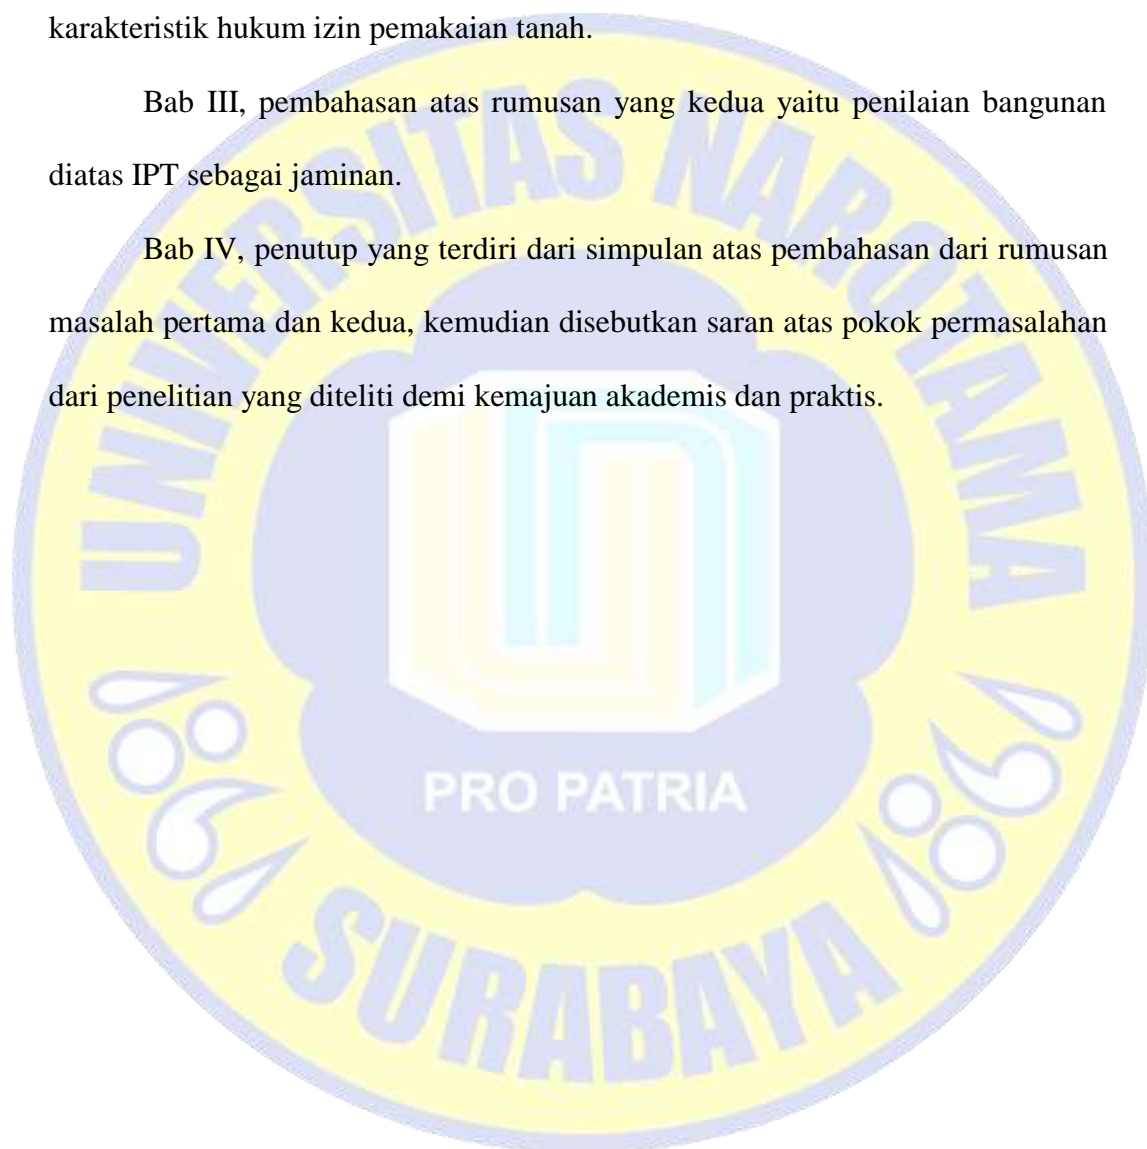 karakteristik hukum izin pemakaian tanah.
Bab III, pembahasan atas rumusan yang kedua yaitu penilaian bangunan
diatas IPT sebagai jaminan.
Bab IV, penutup yang terdiri dari simpulan atas pembahasan dari rumusan
masalah pertama dan kedua, kemudian disebutkan saran atas pokok permasalahan
dari penelitian yang diteliti demi kemajuan akademis dan praktis.
UNIVERSITAS NAROTAMA
PRO PATRIA
SURABAYA